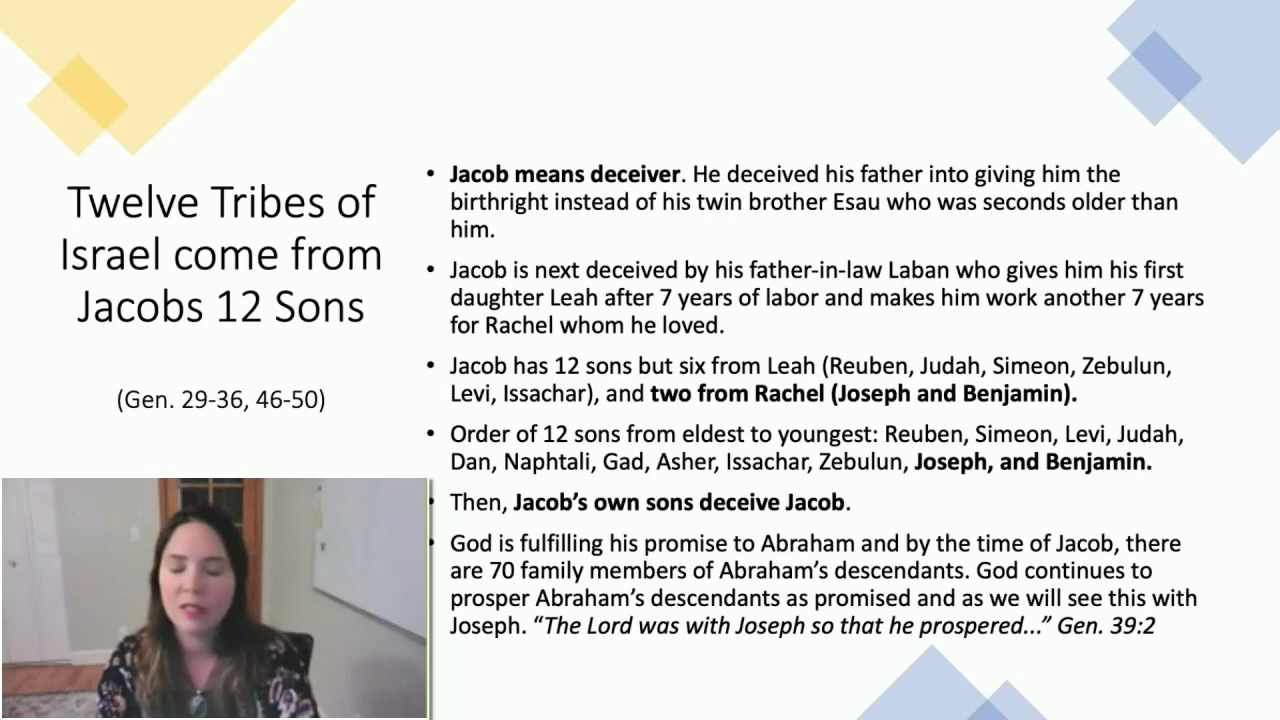 Twelve Tribes of
Israel come from
Jacobs 12 Sons
(Gen. 29-36, 46-50)
• Jacob means deceiver. He deceived his father into giving him the
birthright instead of his twin brother Esau who was seconds older than
him.
• Jacob is next deceived by his father-in-law Laban who gives him his first
daughter Leah after 7 years of labor and makes him work another 7 years
for Rachel whom he loved.
• Jacob has 12 sons but six from Leah (Reuben, Judah, Simeon, Zebulun,
Levi, Issachar), and two from Rachel (Joseph and Benjamin).
• Order of 12 sons from eldest to youngest: Reuben, Simeon, Levi, Judah,
Dan, Naphtali, Gad, Asher, Issachar, Zebulun, Joseph, and Benjamin.
• Then, Jacob’s own sons deceive Jacob.
• God is fulfilling his promise to Abraham and by the time of Jacob, there
are 70 family members of Abraham’s descendants. God continues to
prosper Abraham’s descendants as promised and as we will see this with
Joseph. “The Lord was with Joseph so that he prospered...” Gen. 39:2